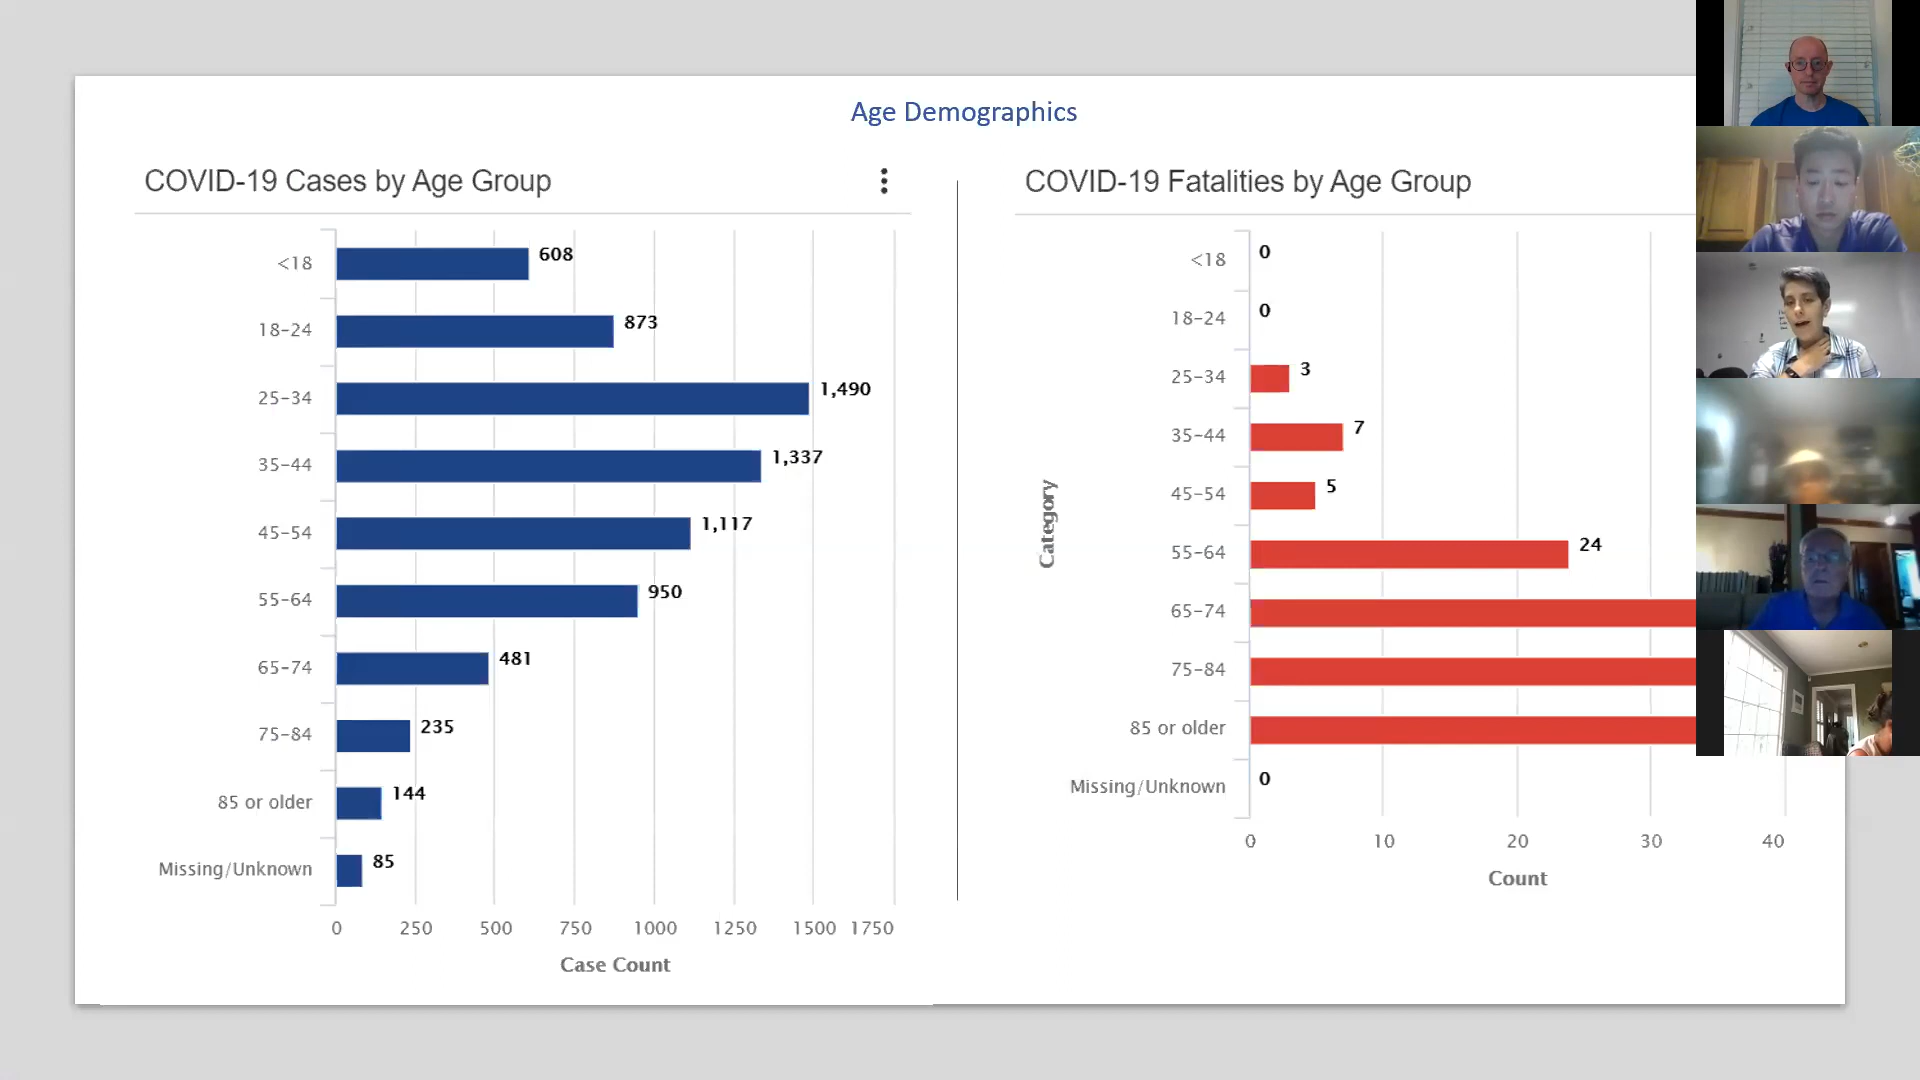 Age Demographics
COVID-19 Cases by Age Group
<18 608
18-24 873
25-34 1,490
35-44 1,337
45-54 1,117
55-64 950
65-74 481
75-84 235
85 or older 144
Missing/Unknown 85
0 250 500 750 1000 1250 1500 1750
Case Count
COVID-19 Fatalities by Age Group
Category
<18 0
18-24 0
25-34 3
35-44 7
45-54 5
55-64 24
65-74
75-84
85 or older
Missing/Unknown 0
0 10 20 30 40
Count